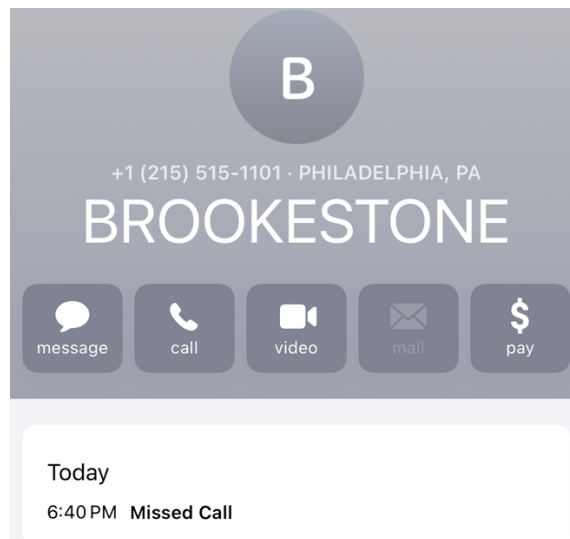 B
+1 (215) 515-1101 · PHILADELPHIA, PA
BROOKESTONE
message call video mail pay
Today
6:40 PM Missed Call